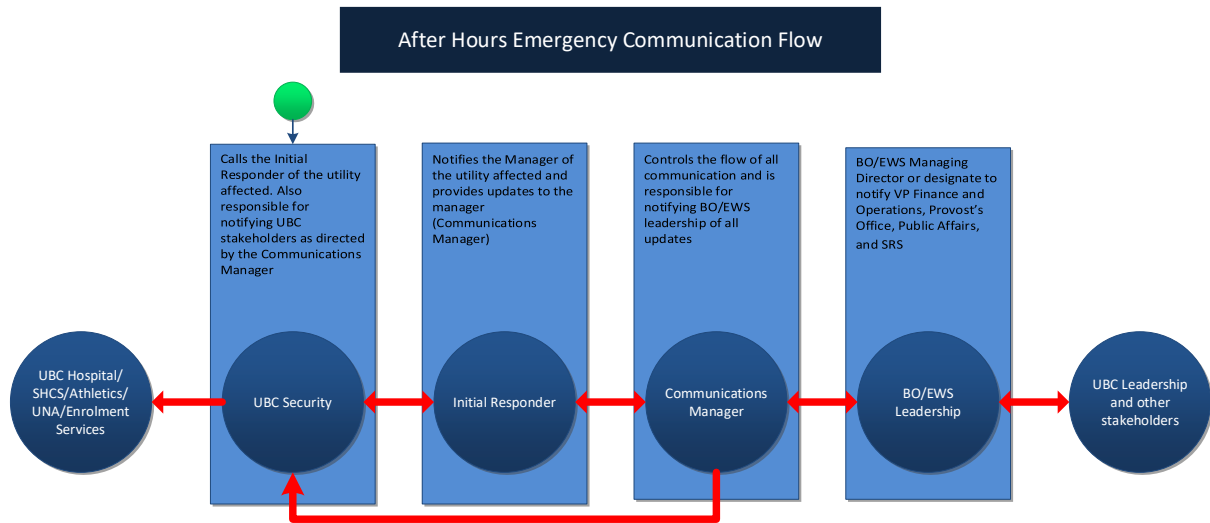 After Hours Emergency Communication Flow
Calls the Initial
Responder of the utility
affected. Also
responsible for
notifying UBC
stakeholders as directed
by the Communications
Manager
Notifies the Manager of
the utility affected and
provides updates to the
manager
(Communications
Manager)
Controls the flow of all
communication and is
responsible for
notifying BO/EWS
leadership of all
updates
BO/EWS Managing
Director or designate to
notify VP Finance and
Operations, Provost's
Office, Public Affairs,
and SRS
UBC Hospital/
SHCS/Athletics/
UNA/Enrolment
Services
UBC Security
Initial Responder
Communications
Manager
BO/EWS
Leadership
UBC Leadership
and other
stakeholders